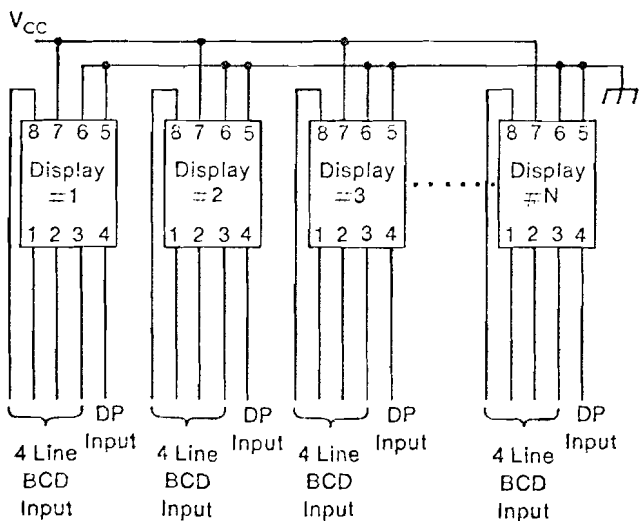 VCC
8 7 6 5 8 7 6 5 8 7 6 5 8 7 6 5
Display Display Display Display
#1 #2 #3 #N
1 2 3 4 1 2 3 4 1 2 3 4 1 2 3 4
DP DP DP DP
Input Input Input Input
4 Line 4 Line 4 Line 4 Line
BCD BCD BCD BCD
Input Input Input Input